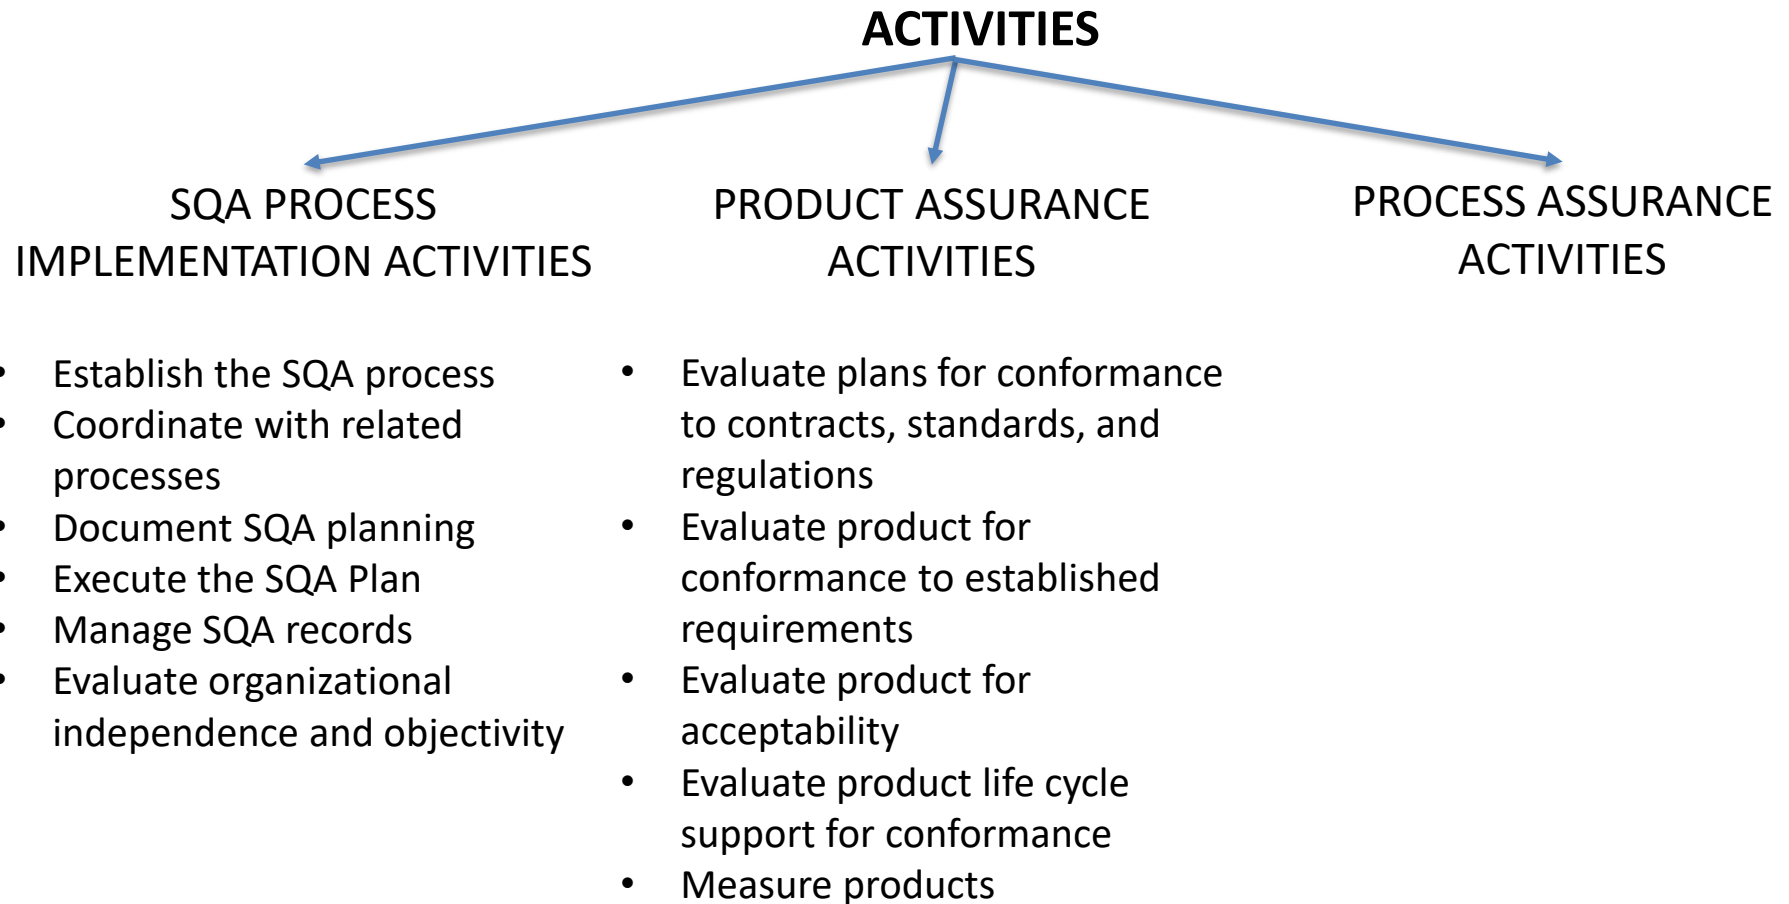 ACTIVITIES
SQA PROCESS
IMPLEMENTATION ACTIVITIES
• Establish the SQA process
• Coordinate with related
processes
• Document SQA planning
• Execute the SQA Plan
• Manage SQA records
• Evaluate organizational
independence and objectivity
PRODUCT ASSURANCE
ACTIVITIES
• Evaluate plans for conformance
to contracts, standards, and
regulations
• Evaluate product for
conformance to established
requirements
• Evaluate product for
acceptability
• Evaluate product life cycle
support for conformance
• Measure products
PROCESS ASSURANCE
ACTIVITIES